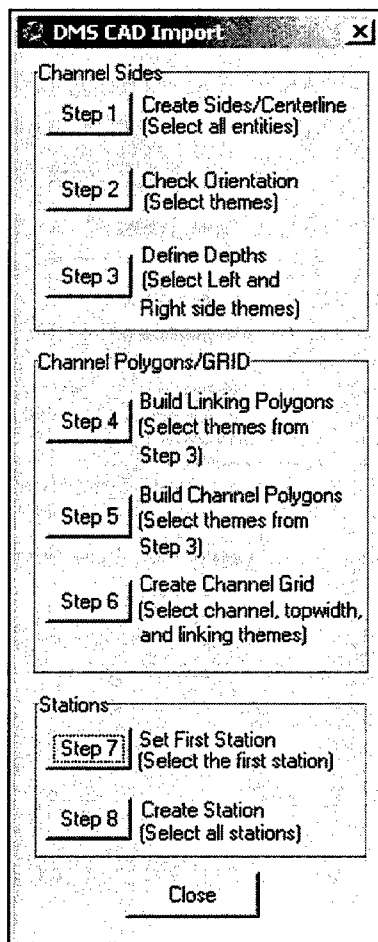 DMS CAD Import
Channel Sides
Step 1
Create Sides/Centerline
(Select all entities)
Step 2
Check Orientation
(Select themes)
Step 3
Define Depths
(Select Left and
Right side themes)
Channel Polygons/GRID
Step 4
Build Linking Polygons
(Select themes from
Step 3)
Step 5
Build Channel Polygons
(Select themes from
Step 3)
Step 6
Create Channel Grid
(Select channel, topwidth,
and linking themes)
Stations
Step 7
Set First Station
(Select the first station)
Step 8
Create Station
(Select all stations)
Close